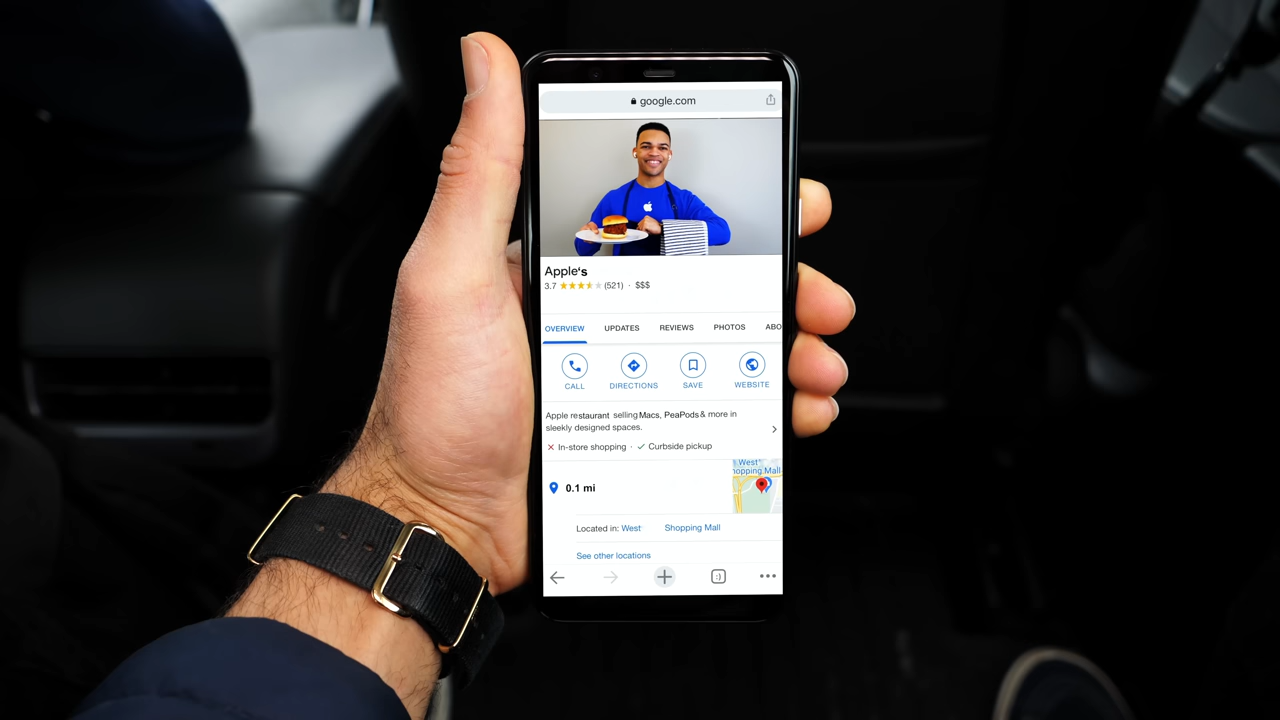 google.com
Apple's
3.7 (521) · $$$
OVERVIEW UPDATES REVIEWS PHOTOS ABO
CALL DIRECTIONS SAVE WEBSITE
Apple restaurant selling Macs, PeaPods & more in
sleekly designed spaces.
In-store shopping · Curbside pickup
West
hopping Mall
0.1 mi
Located in: West Shopping Mall
See other locations
:)